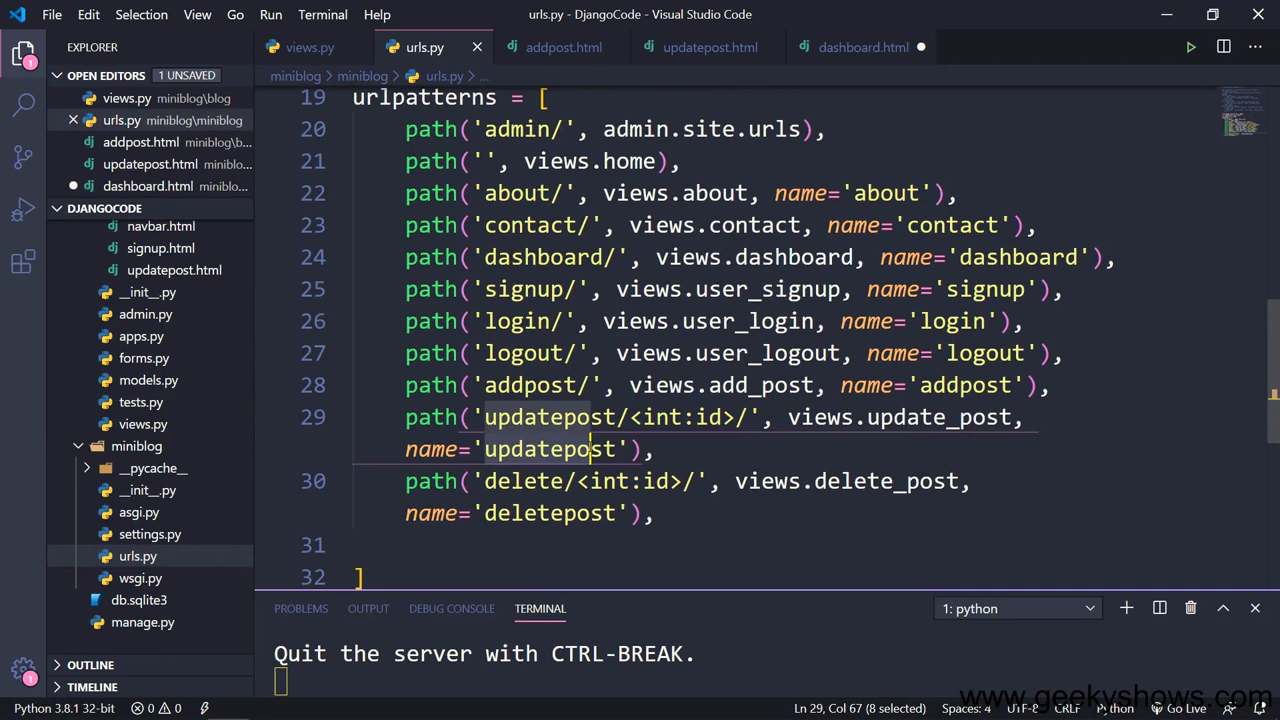 File Edit Selection View Go Run Terminal Help urls.py - DjangoCode - Visual Studio Code
EXPLORER views.py urls.py addpost.html updatepost.html dashboard.html
OPEN EDITORS 1 UNSAVED
views.py miniblog\blog
urls.py miniblog\miniblog
addpost.html miniblog\b...
updatepost.html miniblo...
dashboard.html miniblo...
DJANGOCODE
navbar.html
signup.html
updatepost.html
__init__.py
admin.py
apps.py
forms.py
models.py
tests.py
views.py
miniblog
__pycache__
__init__.py
asgi.py
settings.py
urls.py
wsgi.py
db.sqlite3
manage.py
OUTLINE
TIMELINE
miniblog > miniblog > urls.py > ...
19 urlpatterns = [
20 path('admin/', admin.site.urls),
21 path('', views.home),
22 path('about/', views.about, name='about'),
23 path('contact/', views.contact, name='contact'),
24 path('dashboard/', views.dashboard, name='dashboard'),
25 path('signup/', views.user_signup, name='signup'),
26 path('login/', views.user_login, name='login'),
27 path('logout/', views.user_logout, name='logout'),
28 path('addpost/', views.add_post, name='addpost'),
29 path('updatepost/<int:id>/', views.update_post,
name='updatepost'),
30 path('delete/<int:id>/', views.delete_post,
name='deletepost'),
31
32 ]
PROBLEMS OUTPUT DEBUG CONSOLE TERMINAL 1: python
Quit the server with CTRL-BREAK.
www.geekyshows.com
Python 3.8.1 32-bit 0 0 Ln 29, Col 67 (8 selected) Spaces: 4 UTF-8 CRLF Python Go Live